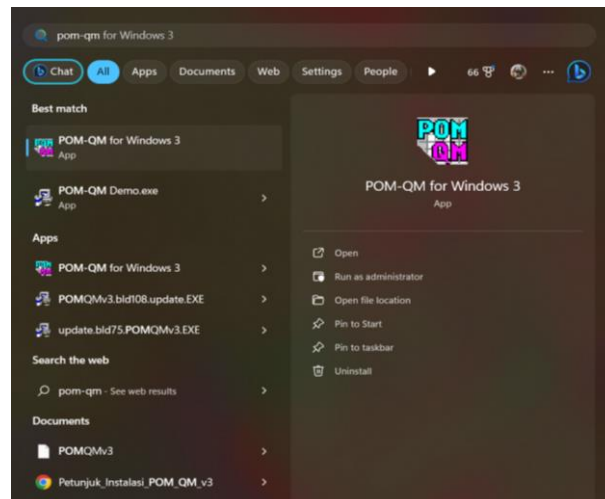 pom-qm for Windows 3
Chat All Apps Documents Web Settings People 66
Best match
POM-QM for Windows 3
App
POM-QM Demo.exe
App
Apps
POM-QM for Windows 3
POMQMv3.bld108.update.EXE
update.bld75.POMQMv3.EXE
Search the web
pom-qm - See web results
Documents
POMQMv3
Petunjuk_Instalasi_POM_QM_v3
POM
QM
POM-QM for Windows 3
App
Open
Run as administrator
Open file location
Pin to Start
Pin to taskbar
Uninstall